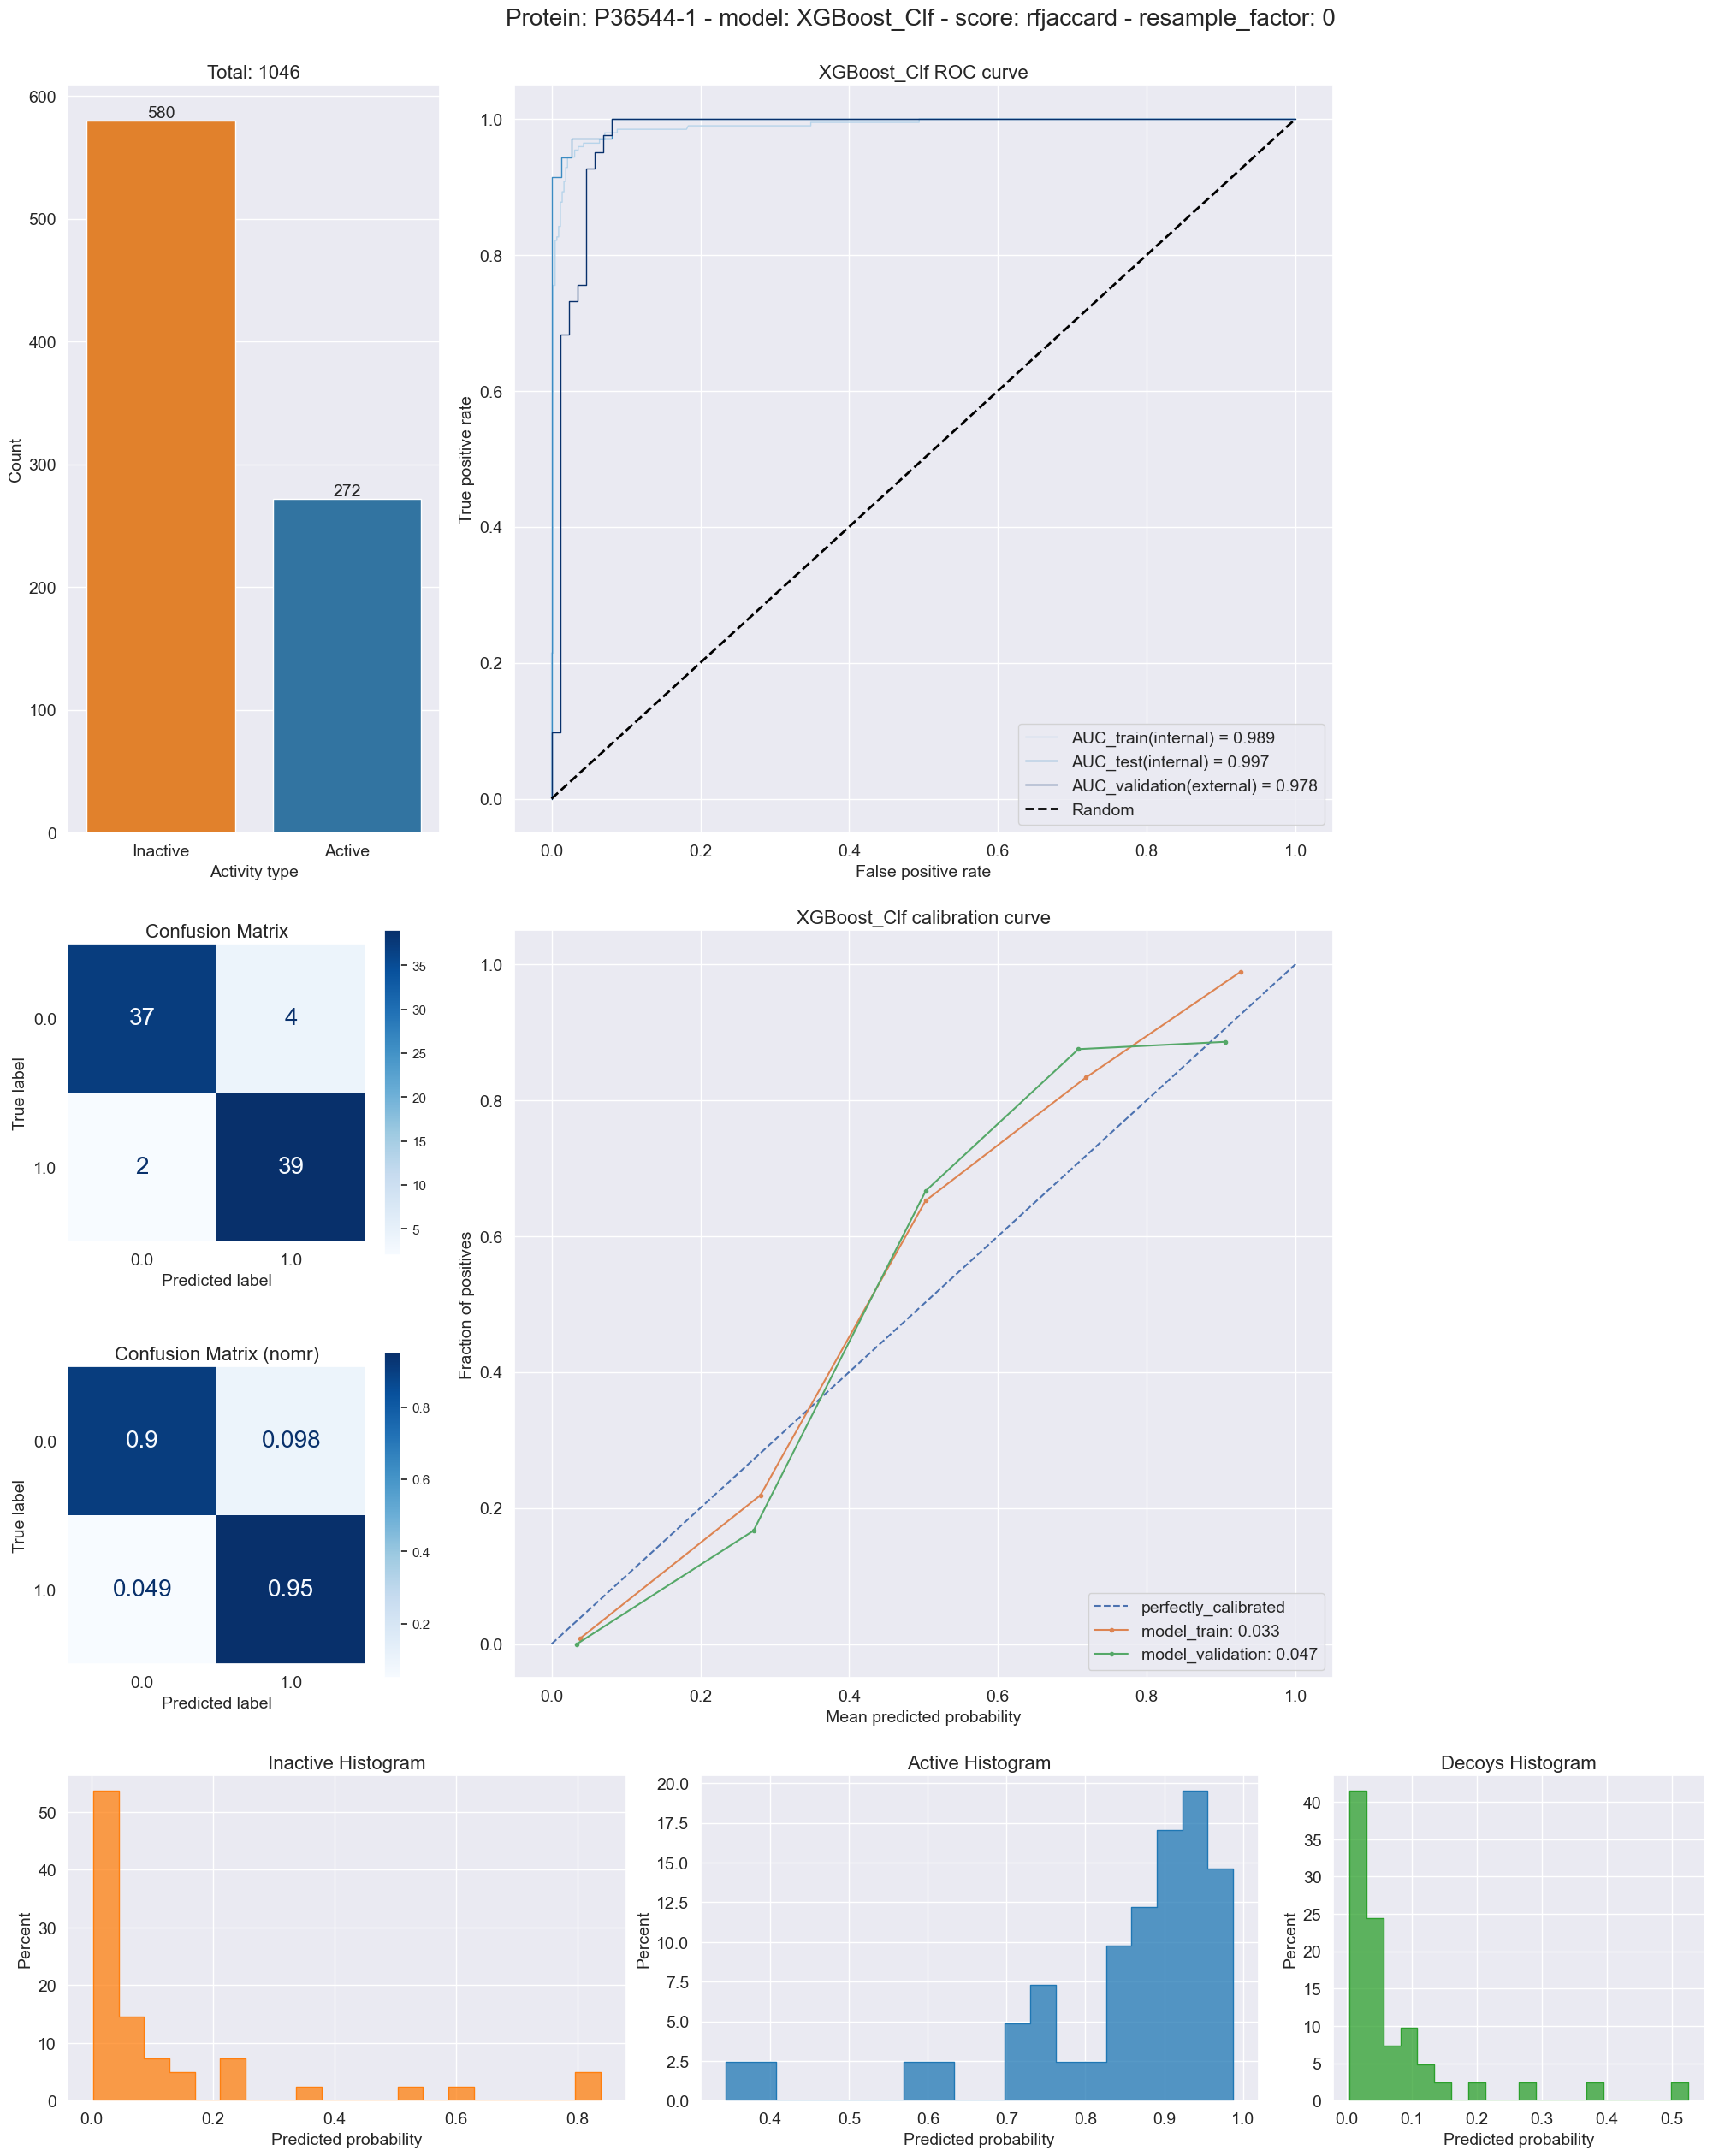 Protein: P36544-1 - model: XGBoost_Clf - score: rfjaccard - resample_factor: 0
Total: 1046
600
500
400
300
200
100
0
Count
580
272
Inactive Active
Activity type
XGBoost_Clf ROC curve
1.0
0.8
0.6
0.4
0.2
0.0
True positive rate
AUC_train(internal) = 0.989
AUC_test(internal) = 0.997
AUC_validation(external) = 0.978
Random
0.0 0.2 0.4 0.6 0.8 1.0
False positive rate
Confusion Matrix
True label
0.0
1.0
37 4
2 39
0.0 1.0
Predicted label
35
30
25
20
15
10
5
Confusion Matrix (nomr)
True label
0.0
1.0
0.9 0.098
0.049 0.95
0.0 1.0
Predicted label
0.8
0.6
0.4
0.2
XGBoost_Clf calibration curve
1.0
0.8
0.6
0.4
0.2
0.0
Fraction of positives
perfectly_calibrated
model_train: 0.033
model_validation: 0.047
0.0 0.2 0.4 0.6 0.8 1.0
Mean predicted probability
Inactive Histogram
50
40
30
20
10
0
Percent
0.0 0.2 0.4 0.6 0.8
Predicted probability
Active Histogram
20.0
17.5
15.0
12.5
10.0
7.5
5.0
2.5
0.0
Percent
0.4 0.5 0.6 0.7 0.8 0.9 1.0
Predicted probability
Decoys Histogram
40
35
30
25
20
15
10
5
0
Percent
0.0 0.1 0.2 0.3 0.4 0.5
Predicted probability